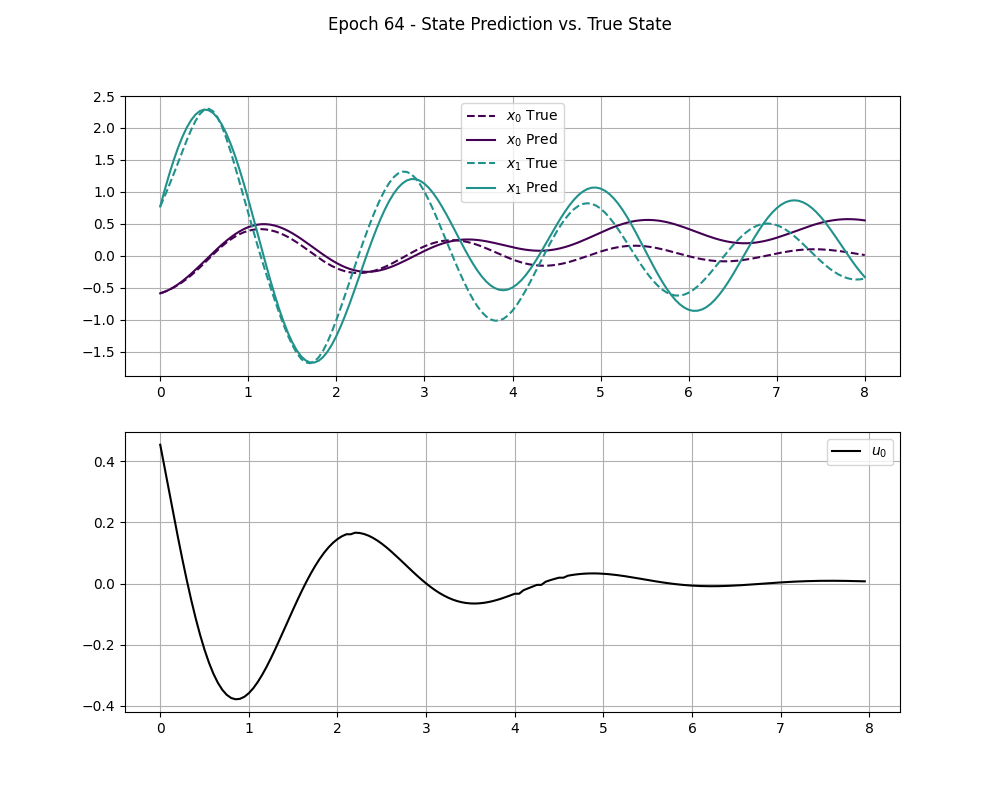 Epoch 64 - State Prediction vs. True State
2.5
2.0
1.5
1.0
0.5
0.0
−0.5
−1.0
−1.5
x₀ True
x₀ Pred
x₁ True
x₁ Pred
0 1 2 3 4 5 6 7 8
0.4
0.2
0.0
−0.2
−0.4
u₀
0 1 2 3 4 5 6 7 8